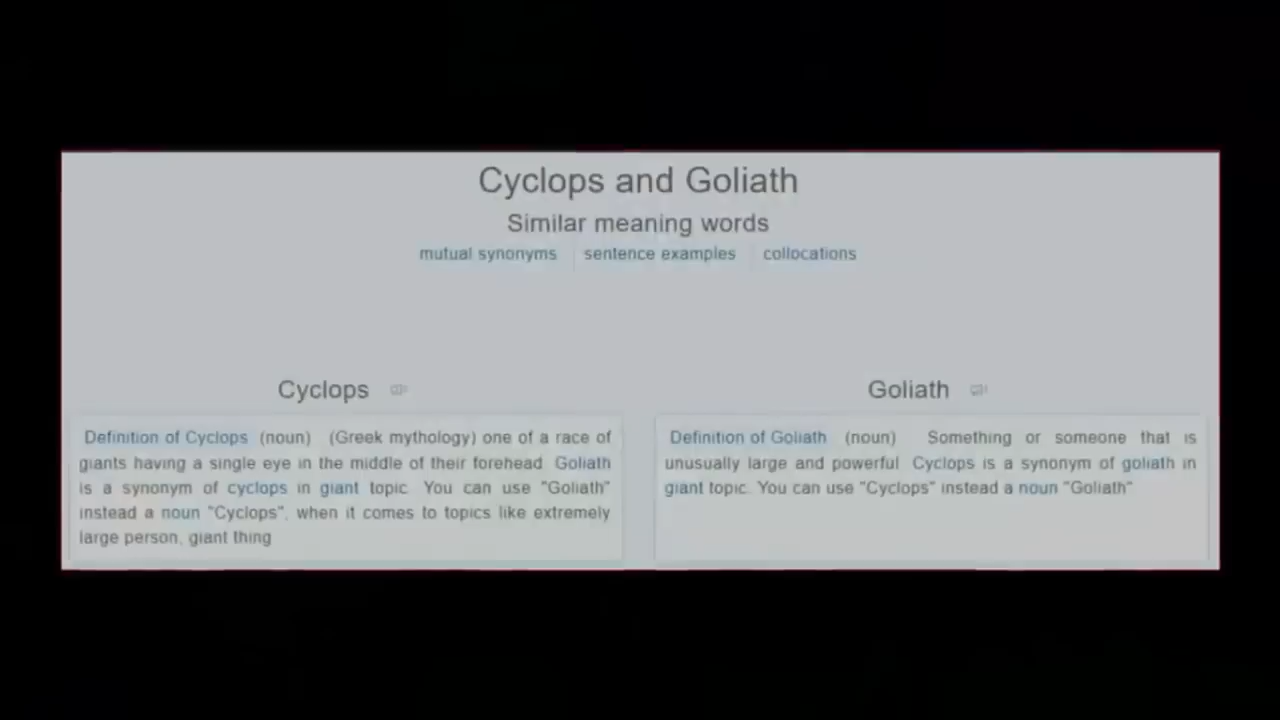 Cyclops and Goliath
Similar meaning words
mutual synonyms sentence examples collocations
Cyclops
Definition of Cyclops (noun) (Greek mythology) one of a race of
giants having a single eye in the middle of their forehead Goliath
is a synonym of cyclops in giant topic. You can use "Goliath"
instead a noun "Cyclops", when it comes to topics like extremely
large person, giant thing
Goliath
Definition of Goliath (noun) Something or someone that is
unusually large and powerful Cyclops is a synonym of goliath in
giant topic. You can use "Cyclops" instead a noun "Goliath"